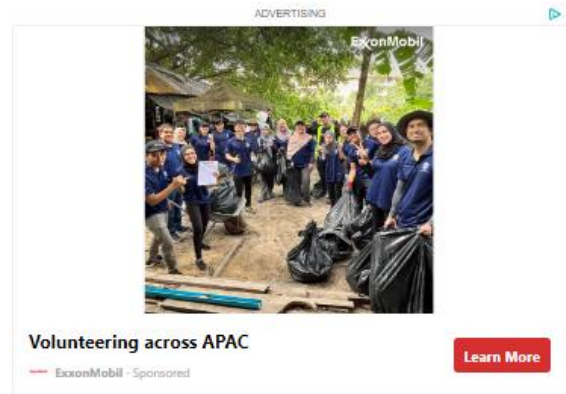 ADVERTISING
ExxonMobil
Volunteering across APAC
Learn More
ExxonMobil - Sponsored